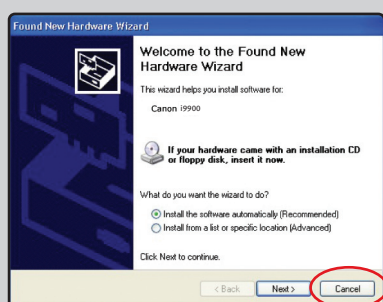 Found New Hardware Wizard
Welcome to the Found New
Hardware Wizard
This wizard helps you install software for:
Canon i9900
If your hardware came with an installation CD
or floppy disk, insert it now.
What do you want the wizard to do?
Install the software automatically (Recommended)
Install from a list or specific location (Advanced)
Click Next to continue.
< Back Next > Cancel